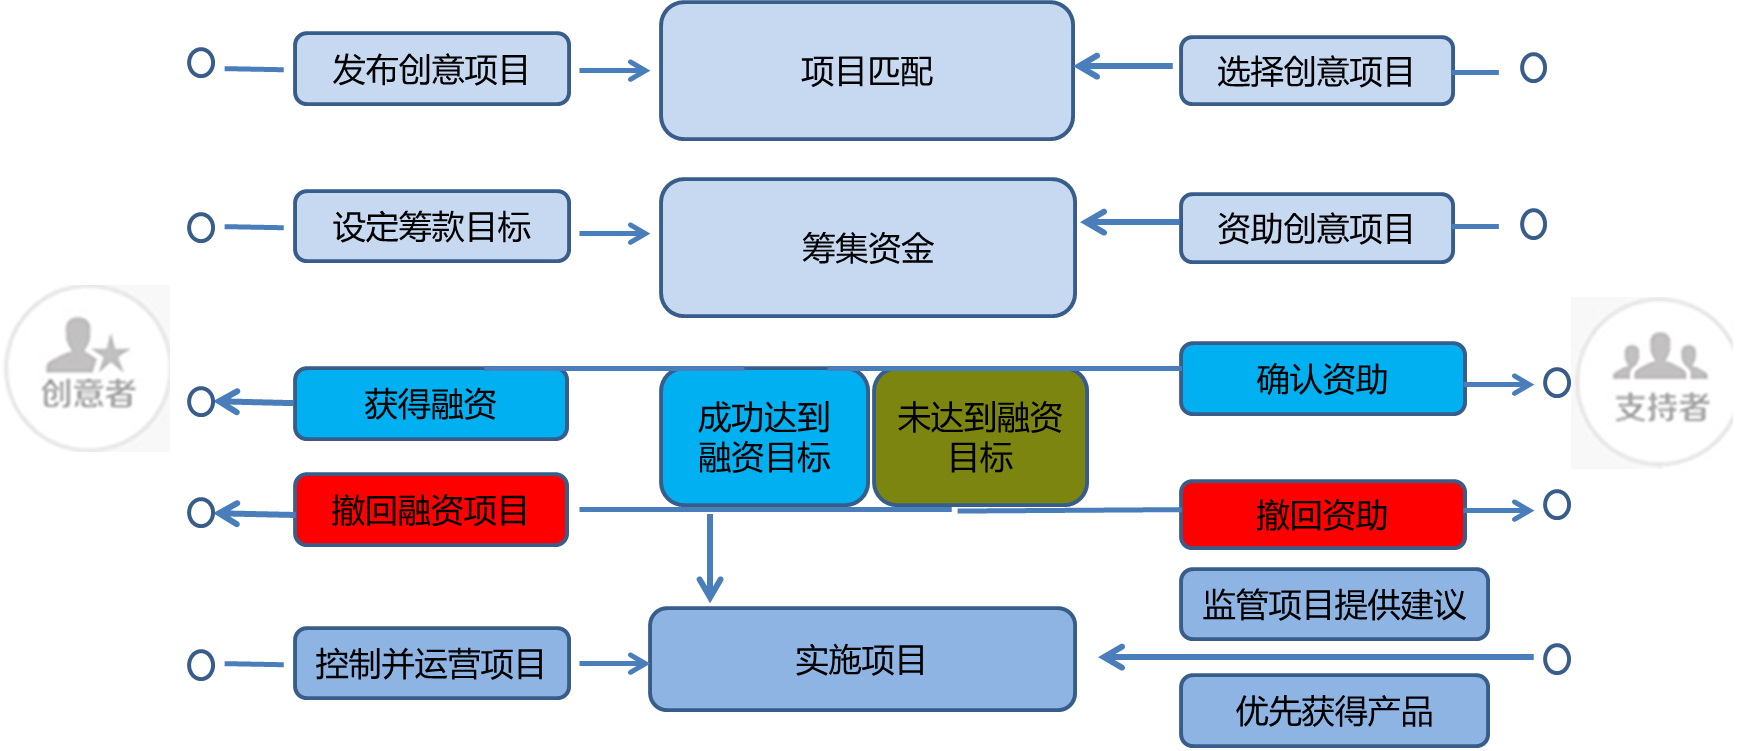 发布创意项目
项目匹配
选择创意项目
设定筹款目标
筹集资金
资助创意项目
创意者
支持者
获得融资
成功达到
融资目标
未达到融资
目标
确认资助
撤回融资项目
撤回资助
控制并运营项目
实施项目
监管项目提供建议
优先获得产品